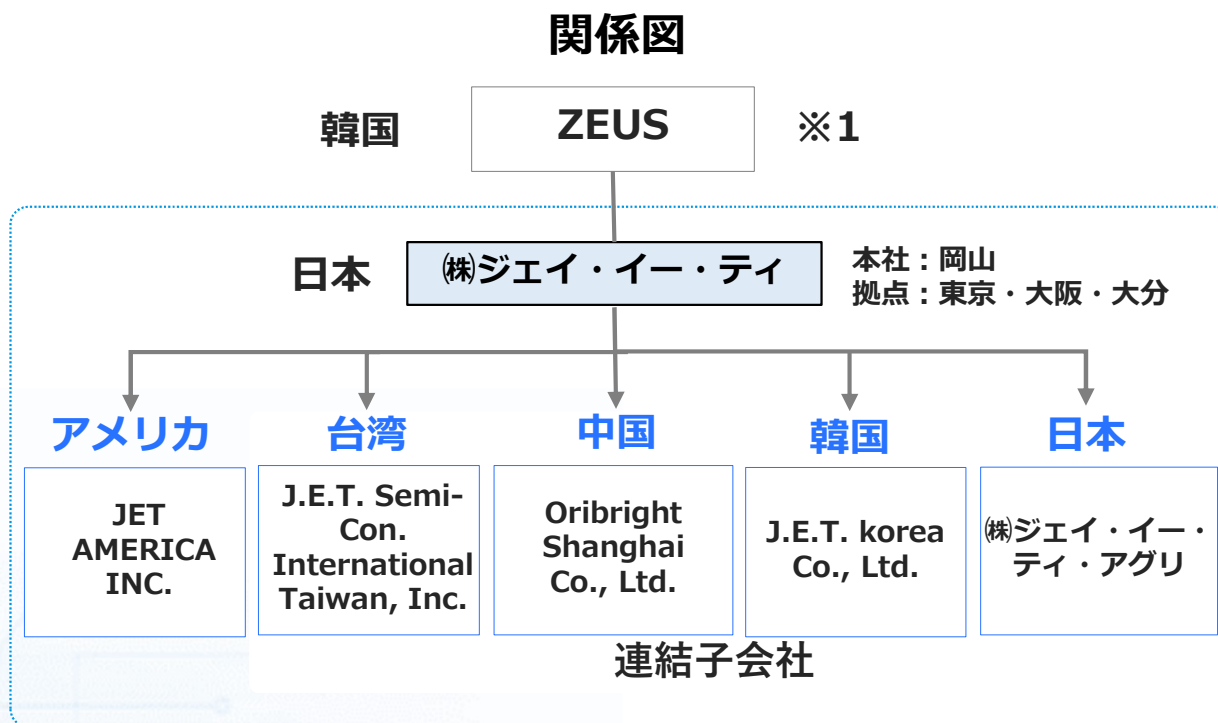 関係図
韓国
ZEUS
※1
日本
㈱ジェイ・イー・ティ
本社：岡山
拠点：東京・大阪・大分
アメリカ
台湾
中国
韓国
日本
JET
AMERICA
INC.
J.E.T. Semi-
Con.
International
Taiwan, Inc.
Oribright
Shanghai
Co., Ltd.
J.E.T. korea
Co., Ltd.
㈱ジェイ・イー・
ティ・アグリ
連結子会社